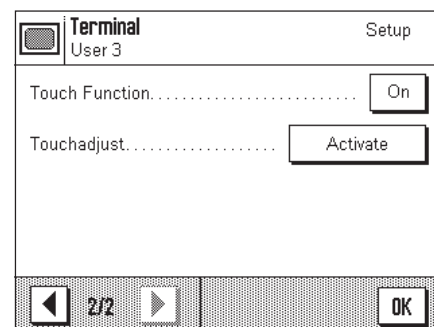 Terminal Setup
User 3
Touch Function.......................... On
Touchadjust.................... Activate
2/2 OK